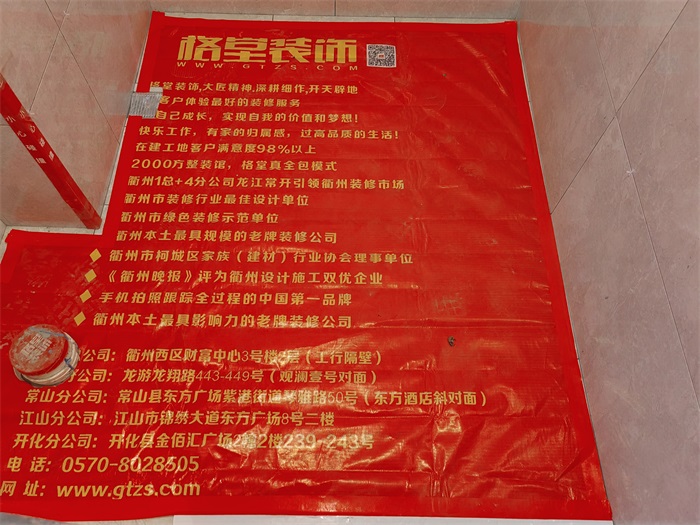 格堂装饰
WWW.GTZS.COM
格堂装饰,大匠精神,深耕细作,开天辟地
客户体验最好的装修服务
自己成长，实现自我的价值和梦想！
快乐工作，有家的归属感，过高品质的生活！
在建工地客户满意度98%以上
2000方整装馆，格堂真全包模式
衢州1总+4分公司龙江常开引领衢州装修市场
衢州市装修行业最佳设计单位
衢州市绿色装修示范单位
衢州本土最具规模的老牌装修公司
◆ 衢州市柯城区家族（建材）行业协会理事单位
◆ 《衢州晚报》评为衢州设计施工双优企业
◆ 手机拍照跟踪全过程的中国第一品牌
◆ 衢州本土最具影响力的老牌装修公司
公司：衢州西区财富中心3号楼 号（工行隔壁）
公司：龙游龙翔路443-449号（观澜壹号对面）
常山分公司：常山县东方广场紫港街道 雅路50号（东方酒店斜对面）
江山分公司：江山市锦绣大道东方广场8号二楼
开化分公司：开化县金佰汇广场2幢2楼239-243号
电 话：0570-8028505
网 址：www.gtzs.com